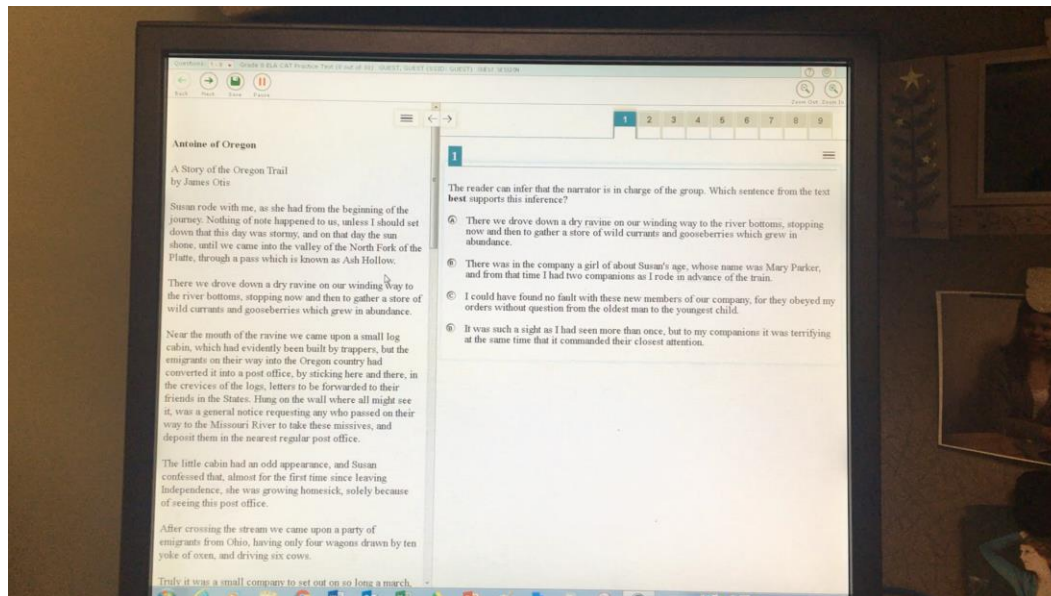 Back Next Save Pause
Zoom Out Zoom In
1 2 3 4 5 6 7 8 9
Antoine of Oregon
A Story of the Oregon Trail
by James Otis
Susan rode with me, as she had from the beginning of the
journey. Nothing of note happened to us, unless I should set
down that this day was stormy, and on that day the sun
shone, until we came into the valley of the North Fork of the
Platte, through a pass which is known as Ash Hollow.
There we drove down a dry ravine on our winding way to
the river bottoms, stopping now and then to gather a store of
wild currants and gooseberries which grew in abundance.
Near the mouth of the ravine we came upon a small log
cabin, which had evidently been built by trappers, but the
emigrants on their way into the Oregon country had
converted it into a post office, by sticking here and there, in
the crevices of the logs, letters to be forwarded to their
friends in the States. Hung on the wall where all might see
it, was a general notice requesting any who passed on their
way to the Missouri River to take these missives, and
deposit them in the nearest regular post office.
The little cabin had an odd appearance, and Susan
confessed that, almost for the first time since leaving
Independence, she was growing homesick, solely because
of seeing this post office.
After crossing the stream we came upon a party of
emigrants from Ohio, having only four wagons drawn by ten
yoke of oxen, and driving six cows.
Truly it was a small company to set out on so long a march,
1
The reader can infer that the narrator is in charge of the group. Which sentence from the text
best supports this inference?
A There we drove down a dry ravine on our winding way to the river bottoms, stopping
now and then to gather a store of wild currants and gooseberries which grew in
abundance.
B There was in the company a girl of about Susan's age, whose name was Mary Parker,
and from that time I had two companions as I rode in advance of the train.
C I could have found no fault with these new members of our company, for they obeyed my
orders without question from the oldest man to the youngest child.
D It was such a sight as I had seen more than once, but to my companions it was terrifying
at the same time that it commanded their closest attention.